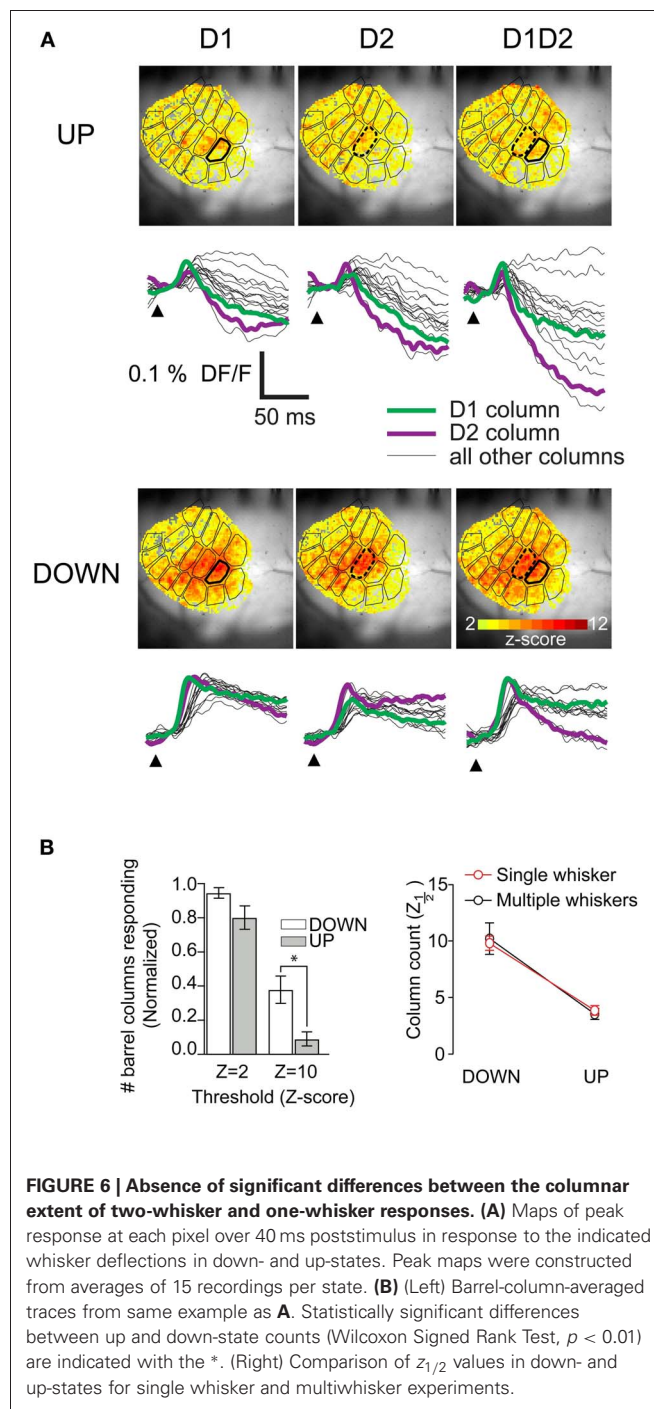 A
D1 D2 D1D2
UP
0.1 % DF/F
50 ms
D1 column
D2 column
all other columns
DOWN
2 12
z-score
B
# barrel columns responding
(Normalized)
1.0
0.8
0.6
0.4
0.2
0.0
DOWN
UP
*
Z=2 Z=10
Threshold (Z-score)
Single whisker
Multiple whiskers
Column count (Z½)
15
10
5
0
DOWN UP
FIGURE 6 | Absence of significant differences between the columnar
extent of two-whisker and one-whisker responses. (A) Maps of peak
response at each pixel over 40 ms poststimulus in response to the indicated
whisker deflections in down- and up-states. Peak maps were constructed
from averages of 15 recordings per state. (B) (Left) Barrel-column-averaged
traces from same example as A. Statistically significant differences
between up and down-state counts (Wilcoxon Signed Rank Test, p < 0.01)
are indicated with the *. (Right) Comparison of z1/2 values in down- and
up-states for single whisker and multiwhisker experiments.